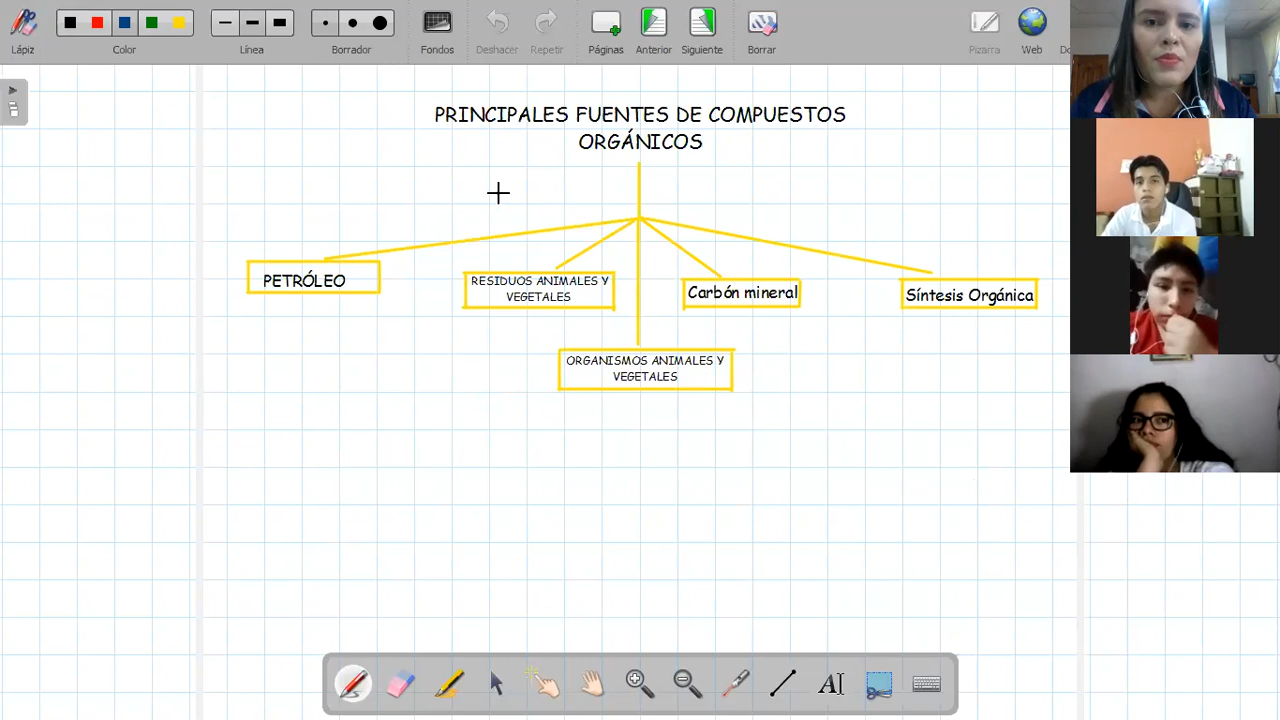 Lápiz
Color
Línea
Borrador
Fondos
Deshacer
Repetir
Páginas
Anterior
Siguiente
Borrar
Pizarra
Web
PRINCIPALES FUENTES DE COMPUESTOS
ORGÁNICOS
PETRÓLEO
RESIDUOS ANIMALES Y
VEGETALES
Carbón mineral
Síntesis Orgánica
ORGANISMOS ANIMALES Y
VEGETALES
AI